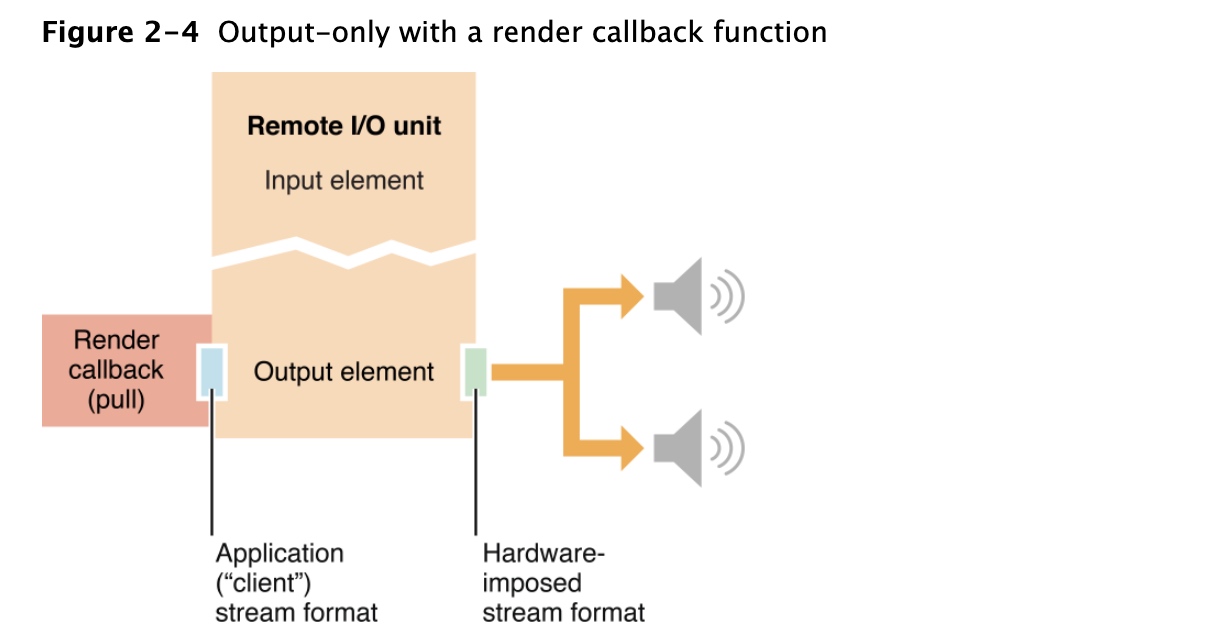 Figure 2-4 Output-only with a render callback function
Remote I/O unit
Input element
Render
callback
(pull)
Output element
Application
(“client”)
stream format
Hardware-
imposed
stream format